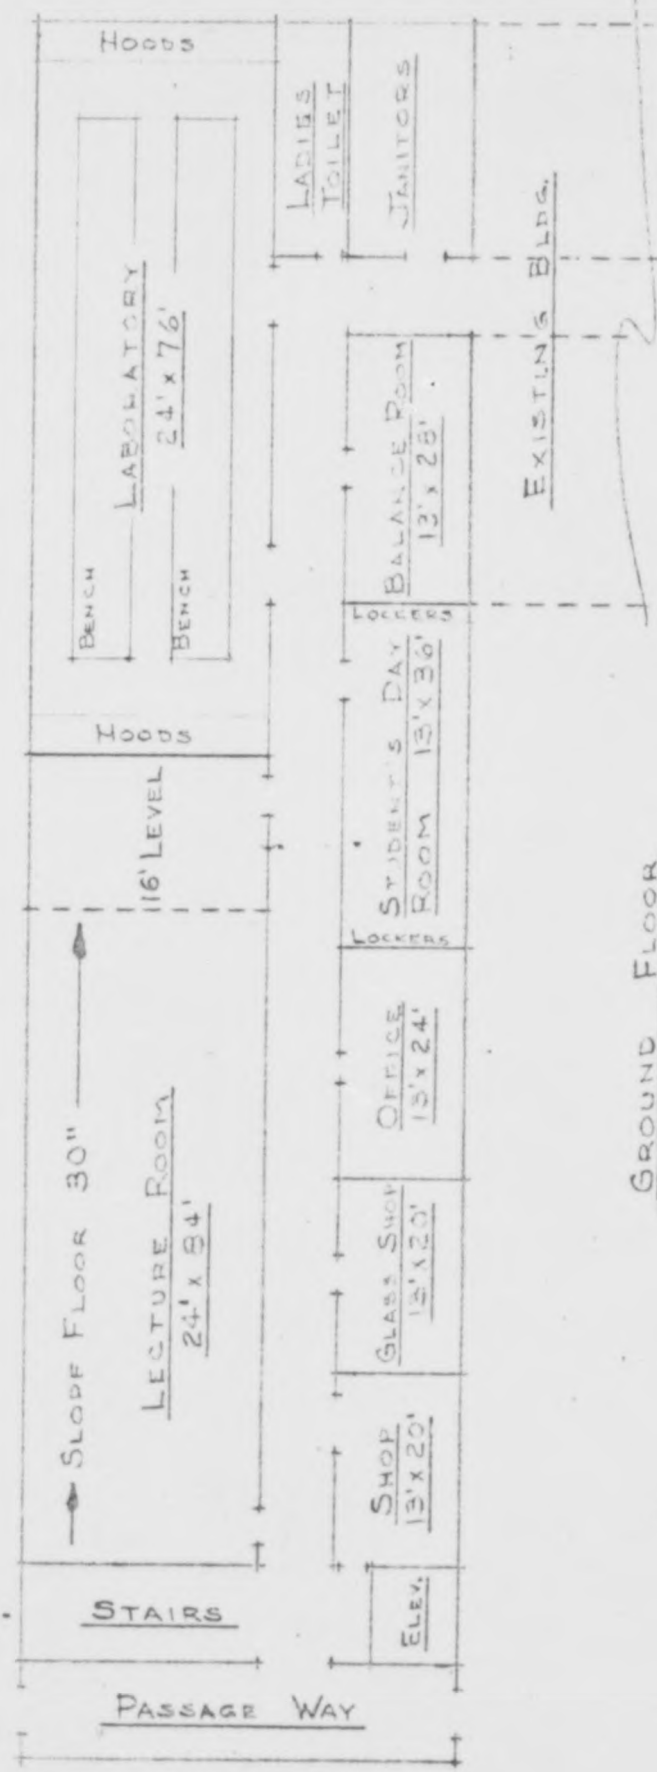 HOODS
LADIES
TOILET
JANITORS
EXISTING BLDG.
LABORATORY
24' x 76'
BENCH
BENCH
BALANCE ROOM
13' x 28'
LOCKERS
HOODS
16' LEVEL
STUDENT'S DAY
ROOM 13' x 36'
LOCKERS
SLOPE FLOOR 30"
LECTURE ROOM
24' x 84'
OFFICE
13' x 24'
GLASS SHOP
13' x 20'
SHOP
13' x 20'
STAIRS
ELEV.
PASSAGE WAY
GROUND FLOOR